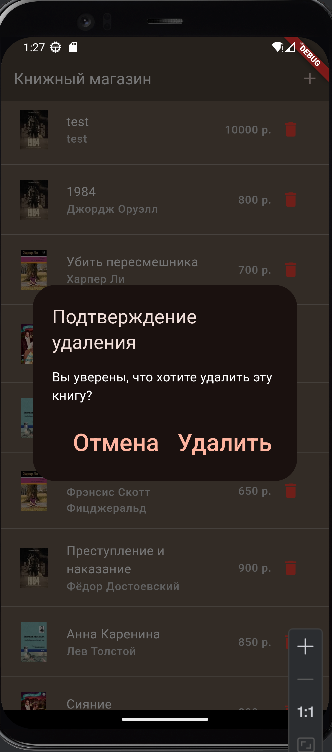 1:27
DEBUG
Книжный магазин
test
test
10000 р.
1984
Джордж Оруэлл
800 р.
Убить пересмешника
Харпер Ли
700 р.
Подтверждение
удаления
Вы уверены, что хотите удалить эту
книгу?
Отмена Удалить
Фрэнсис Скотт
Фицджеральд
650 р.
Преступление и
наказание
Фёдор Достоевский
900 р.
Анна Каренина
Лев Толстой
850 р.
Сияние
1:1